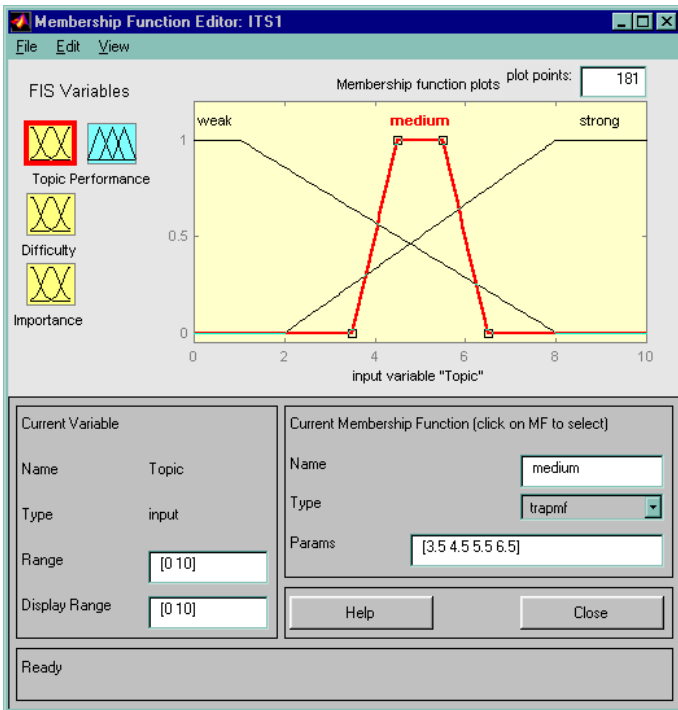 Membership Function Editor: ITS1
File Edit View
FIS Variables
Membership function plots plot points: 181
Topic Performance
Difficulty
Importance
weak medium strong
1
0.5
0
0 2 4 6 8 10
input variable "Topic"
Current Variable
Name Topic
Type input
Range [0 10]
Display Range [0 10]
Current Membership Function (click on MF to select)
Name medium
Type trapmf
Params [3.5 4.5 5.5 6.5]
Help Close
Ready